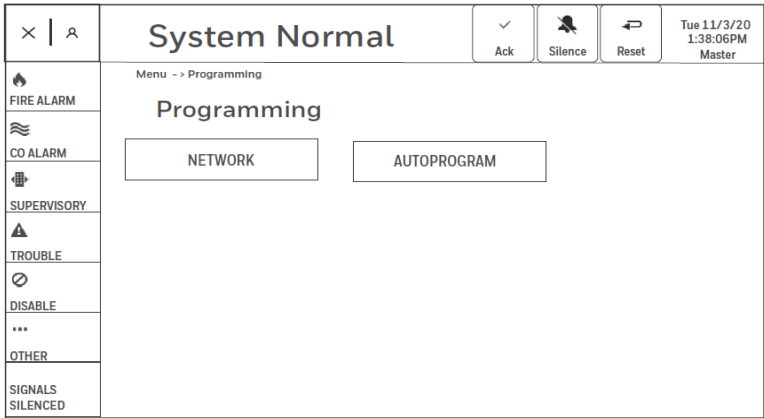 System Normal
Ack
Silence
Reset
Tue 11/3/20
1:38:06PM
Master
Menu -> Programming
Programming
NETWORK
AUTOPROGRAM
FIRE ALARM
CO ALARM
SUPERVISORY
TROUBLE
DISABLE
OTHER
SIGNALS
SILENCED